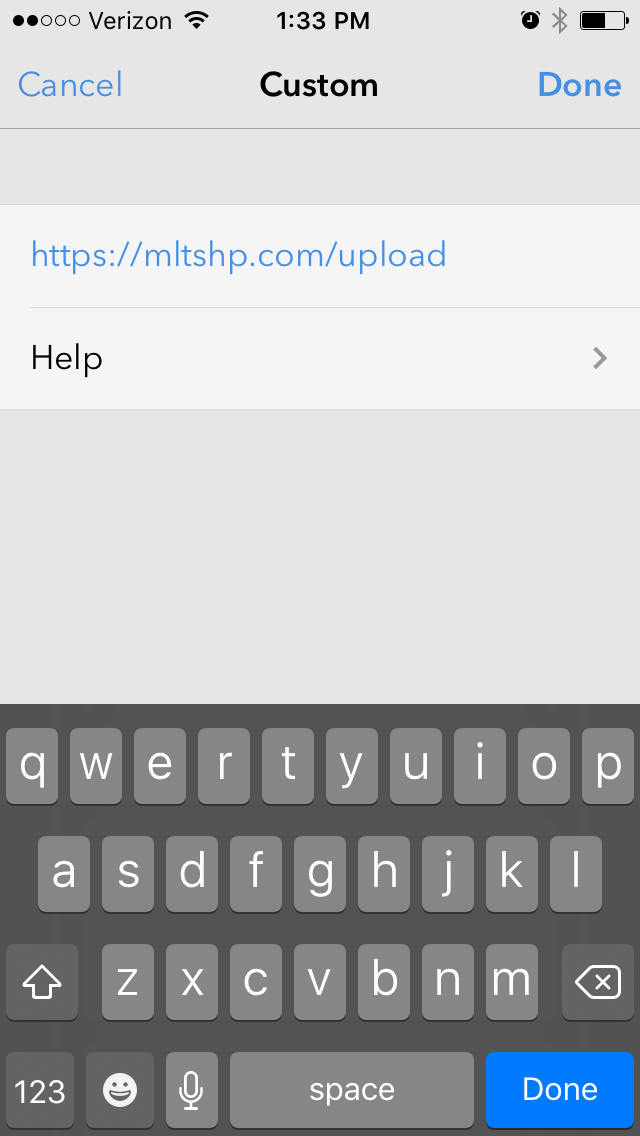 Verizon 1:33 PM
Cancel Custom Done
https://mltshp.com/upload
Help
q w e r t y u i o p
a s d f g h j k l
z x c v b n m
123 space Done